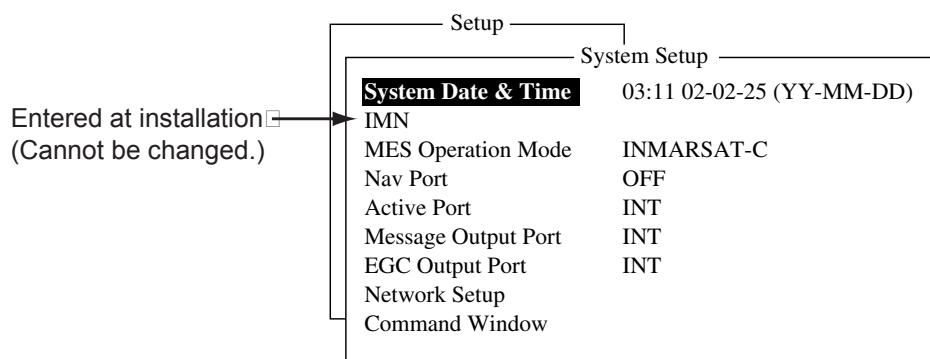 Setup
System Setup
System Date & Time 03:11 02-02-25 (YY-MM-DD)
Entered at installation
IMN
(Cannot be changed.)
MES Operation Mode INMARSAT-C
Nav Port OFF
Active Port INT
Message Output Port INT
EGC Output Port INT
Network Setup
Command Window